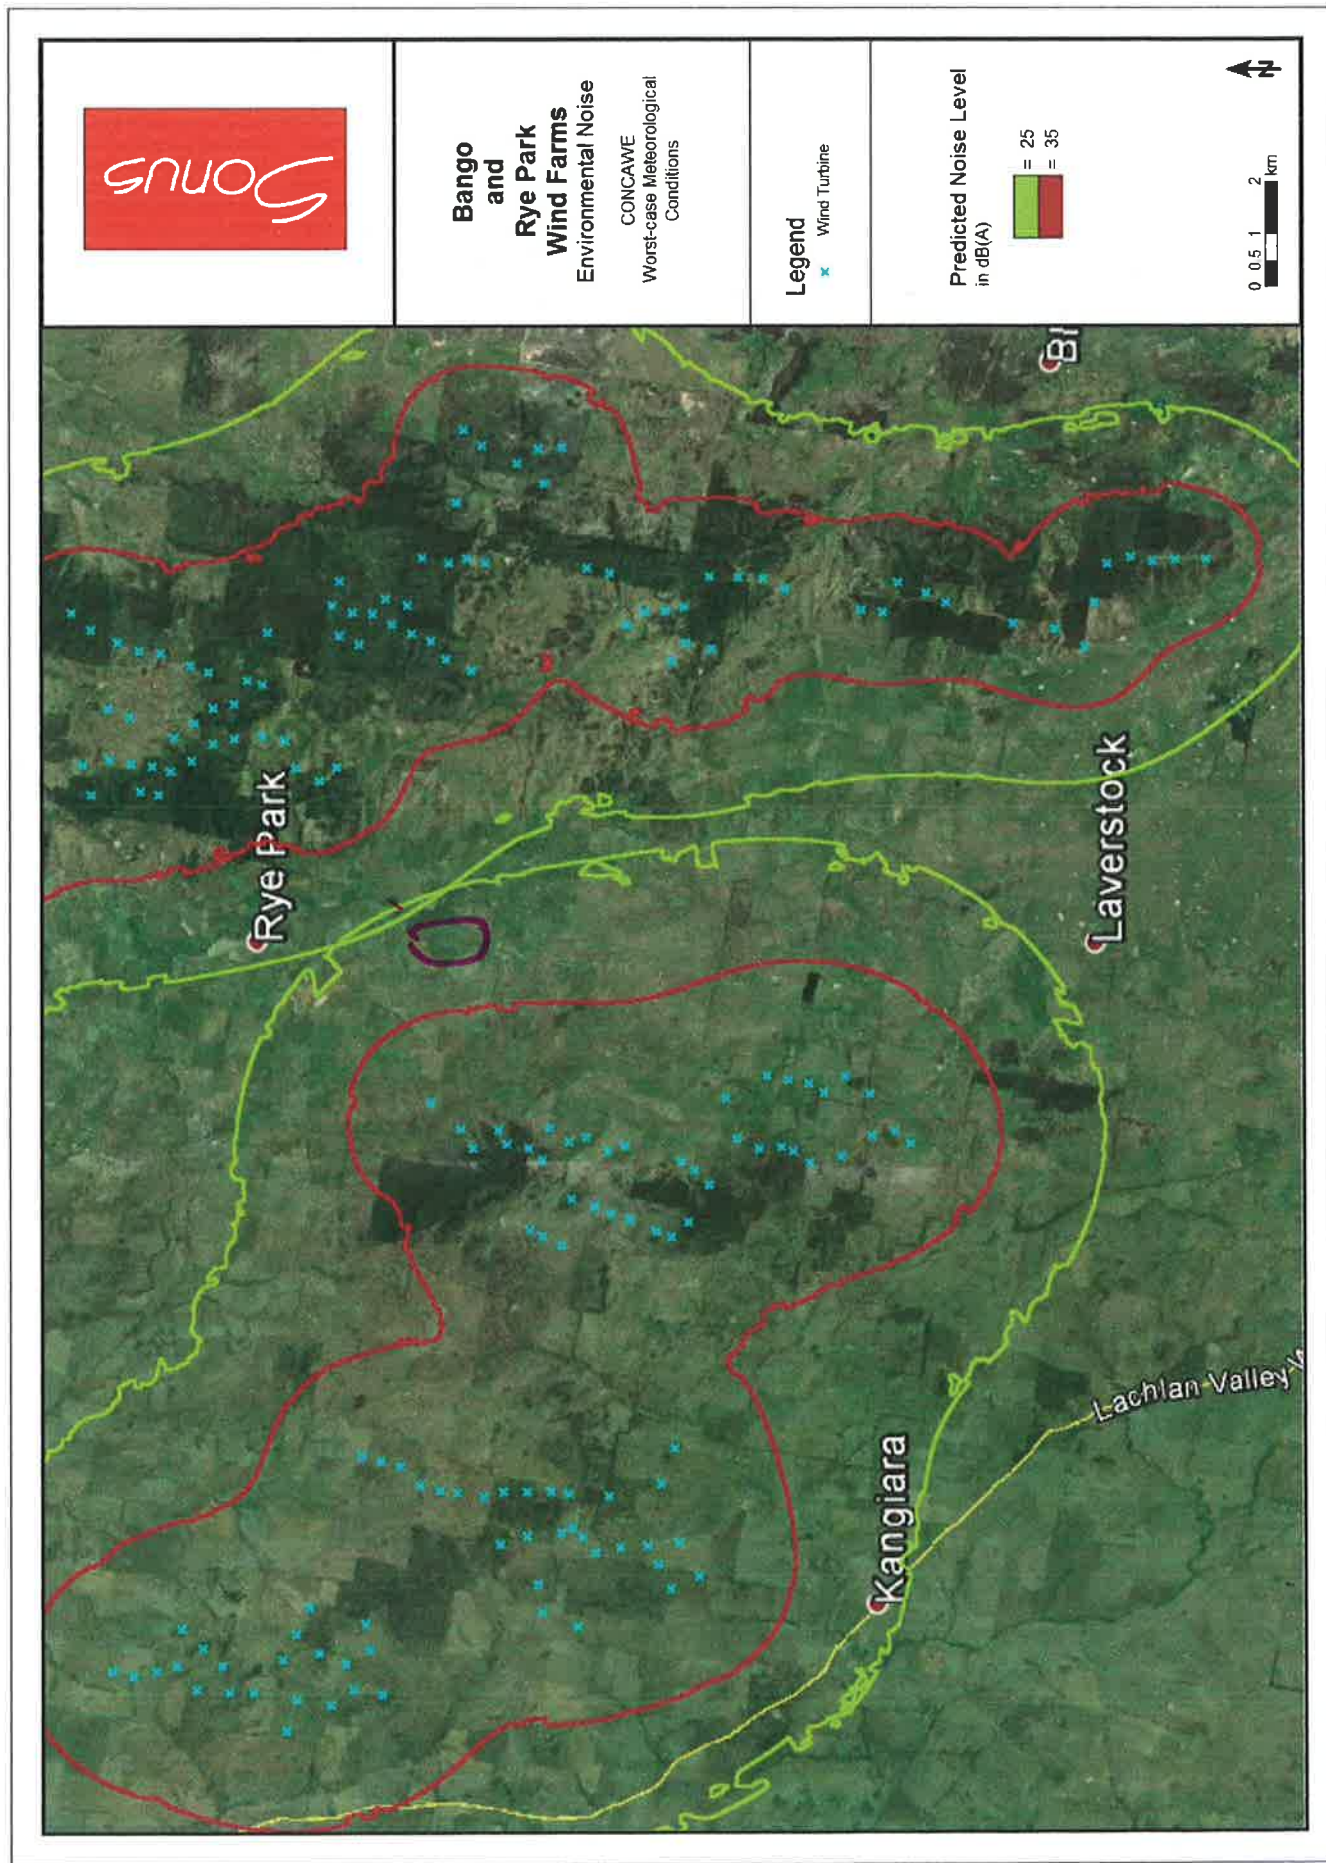 Sonus
Bango
and
Rye Park
Wind Farms
Environmental Noise
CONCAWE
Worst-case Meteorological
Conditions
Legend
Wind Turbine
Predicted Noise Level
in dB(A)
= 25
= 35
0 0.5 1 2
km
N
Rye Park
Laverstock
Kangiara
Lachlan Valley W
BI